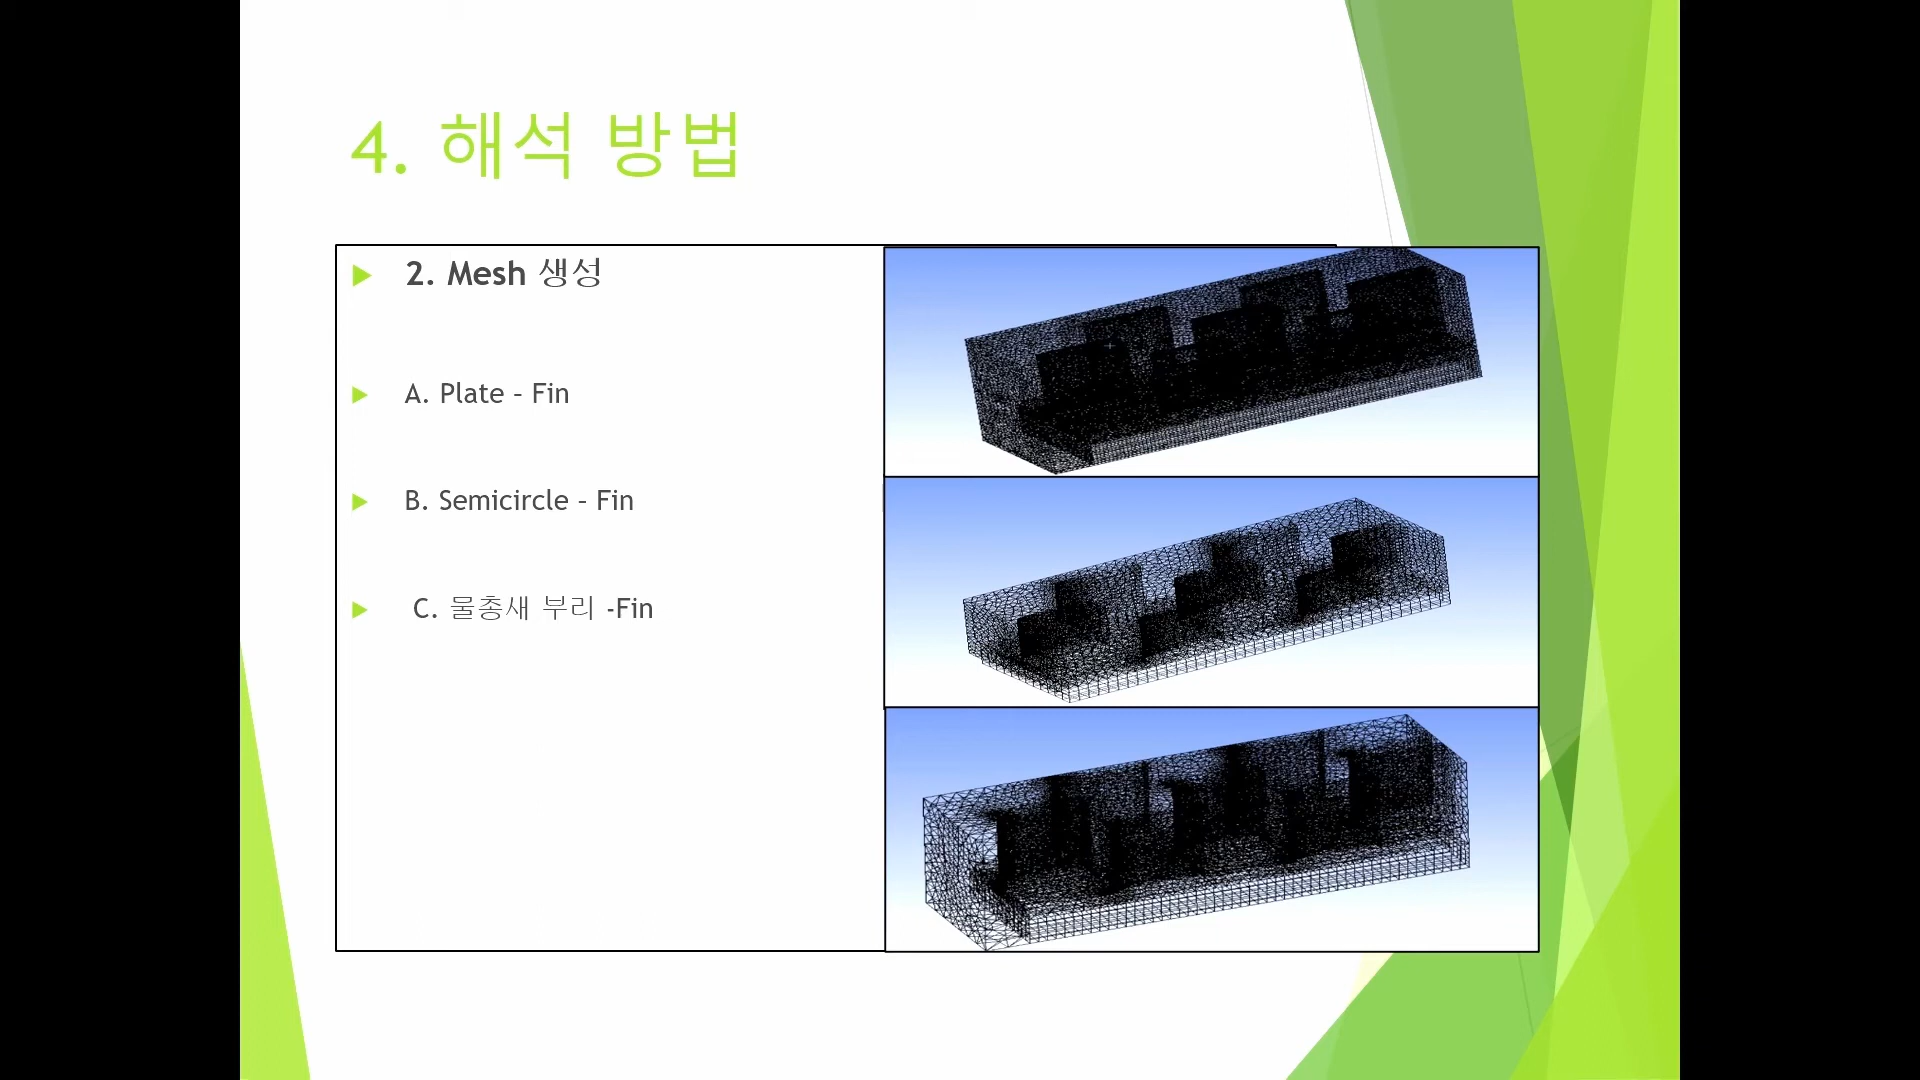 4. 해석 방법
2. Mesh 생성
A. Plate – Fin
B. Semicircle – Fin
C. 물총새 부리 -Fin